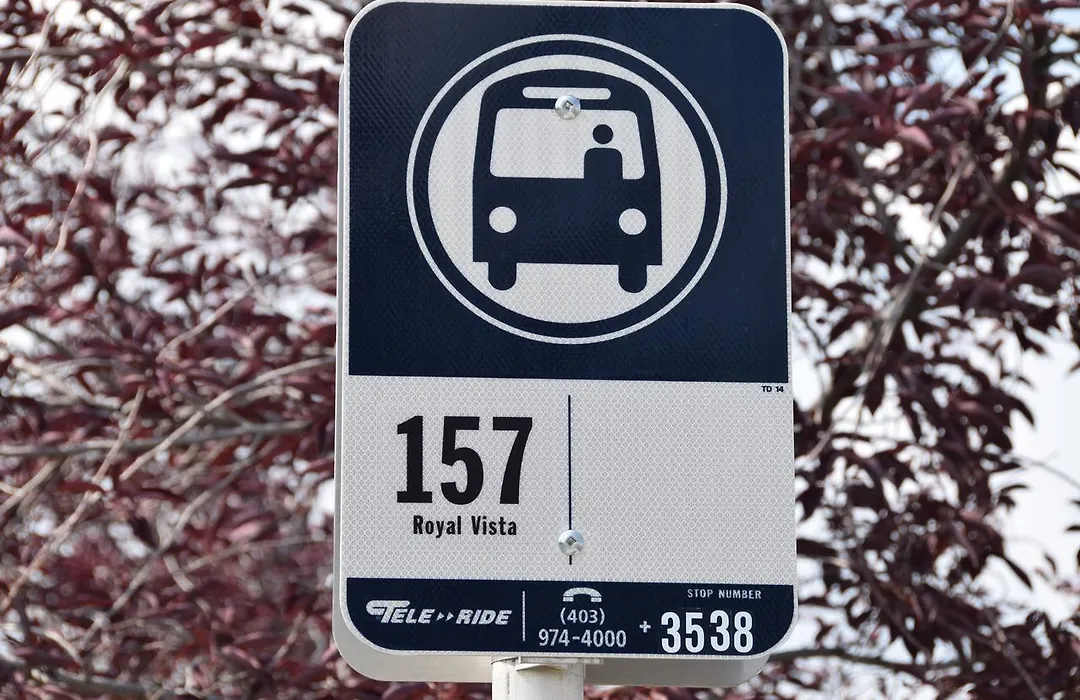 TD 14
157
Royal Vista
TELE RIDE
(403)
974-4000
+
STOP NUMBER
3538